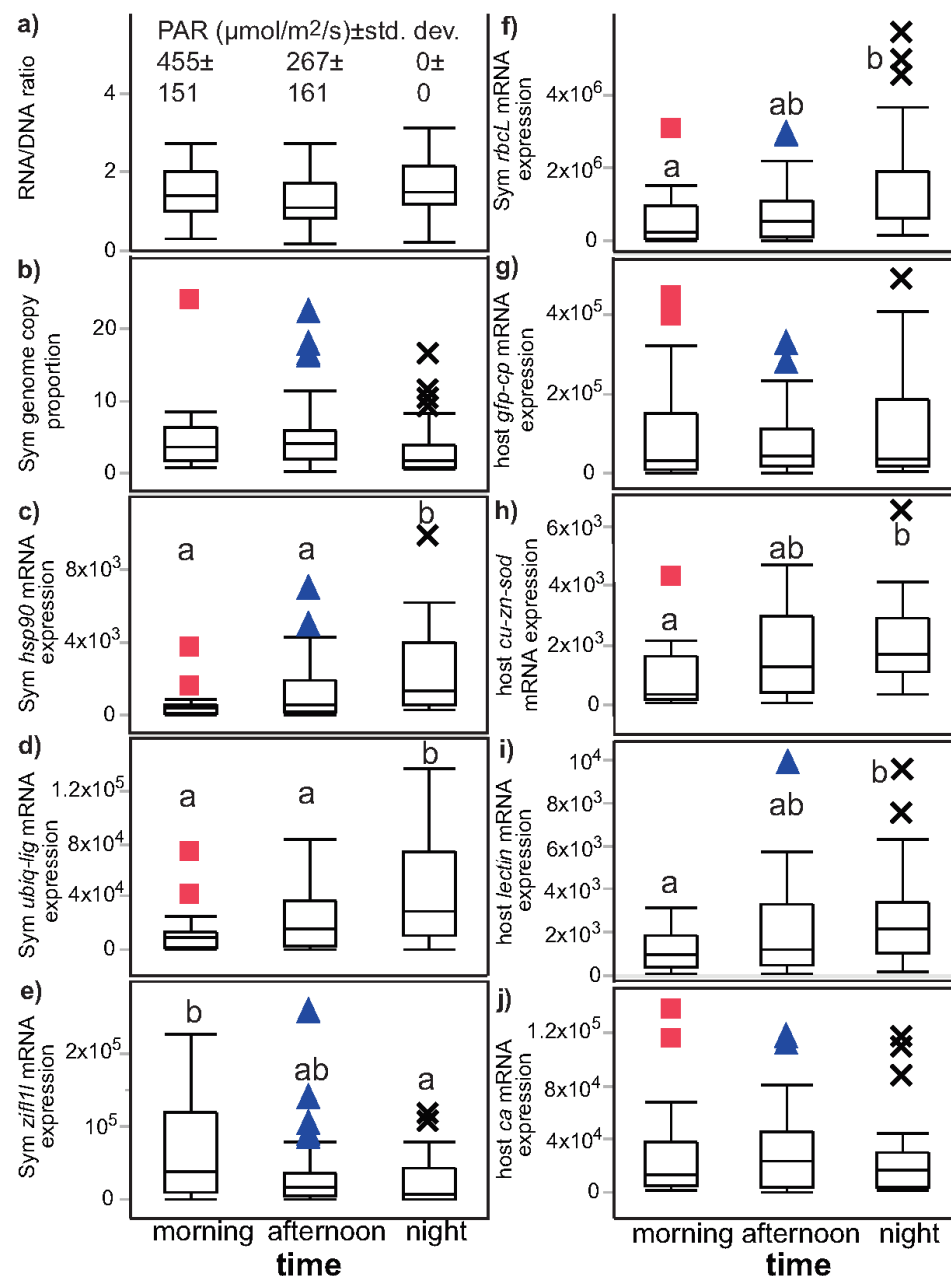 a)
PAR (µmol/m2/s)±std. dev.
455± 267± 0±
151 161 0
RNA/DNA ratio
4
2
0
b)
Sym genome copy
proportion
20
10
0
c)
Sym hsp90 mRNA
expression
a a b
8x10³
4x10³
0
d)
Sym ubiq-lig mRNA
expression
a a b
1.2x10⁵
8x10⁴
4x10⁴
0
e)
Sym zifl1l mRNA
expression
b ab a
2x10⁵
10⁵
0
morning afternoon night
time
f)
Sym rbcL mRNA
expression
a ab b
4x10⁶
2x10⁶
0
g)
host gfp-cp mRNA
expression
4x10⁵
2x10⁵
0
h)
host cu-zn-sod
mRNA expression
a ab b
6x10³
4x10³
2x10³
0
i)
host lectin mRNA
expression
a ab b
10⁴
8x10³
6x10³
4x10³
2x10³
0
j)
host ca mRNA
expression
1.2x10⁵
8x10⁴
4x10⁴
0
morning afternoon night
time